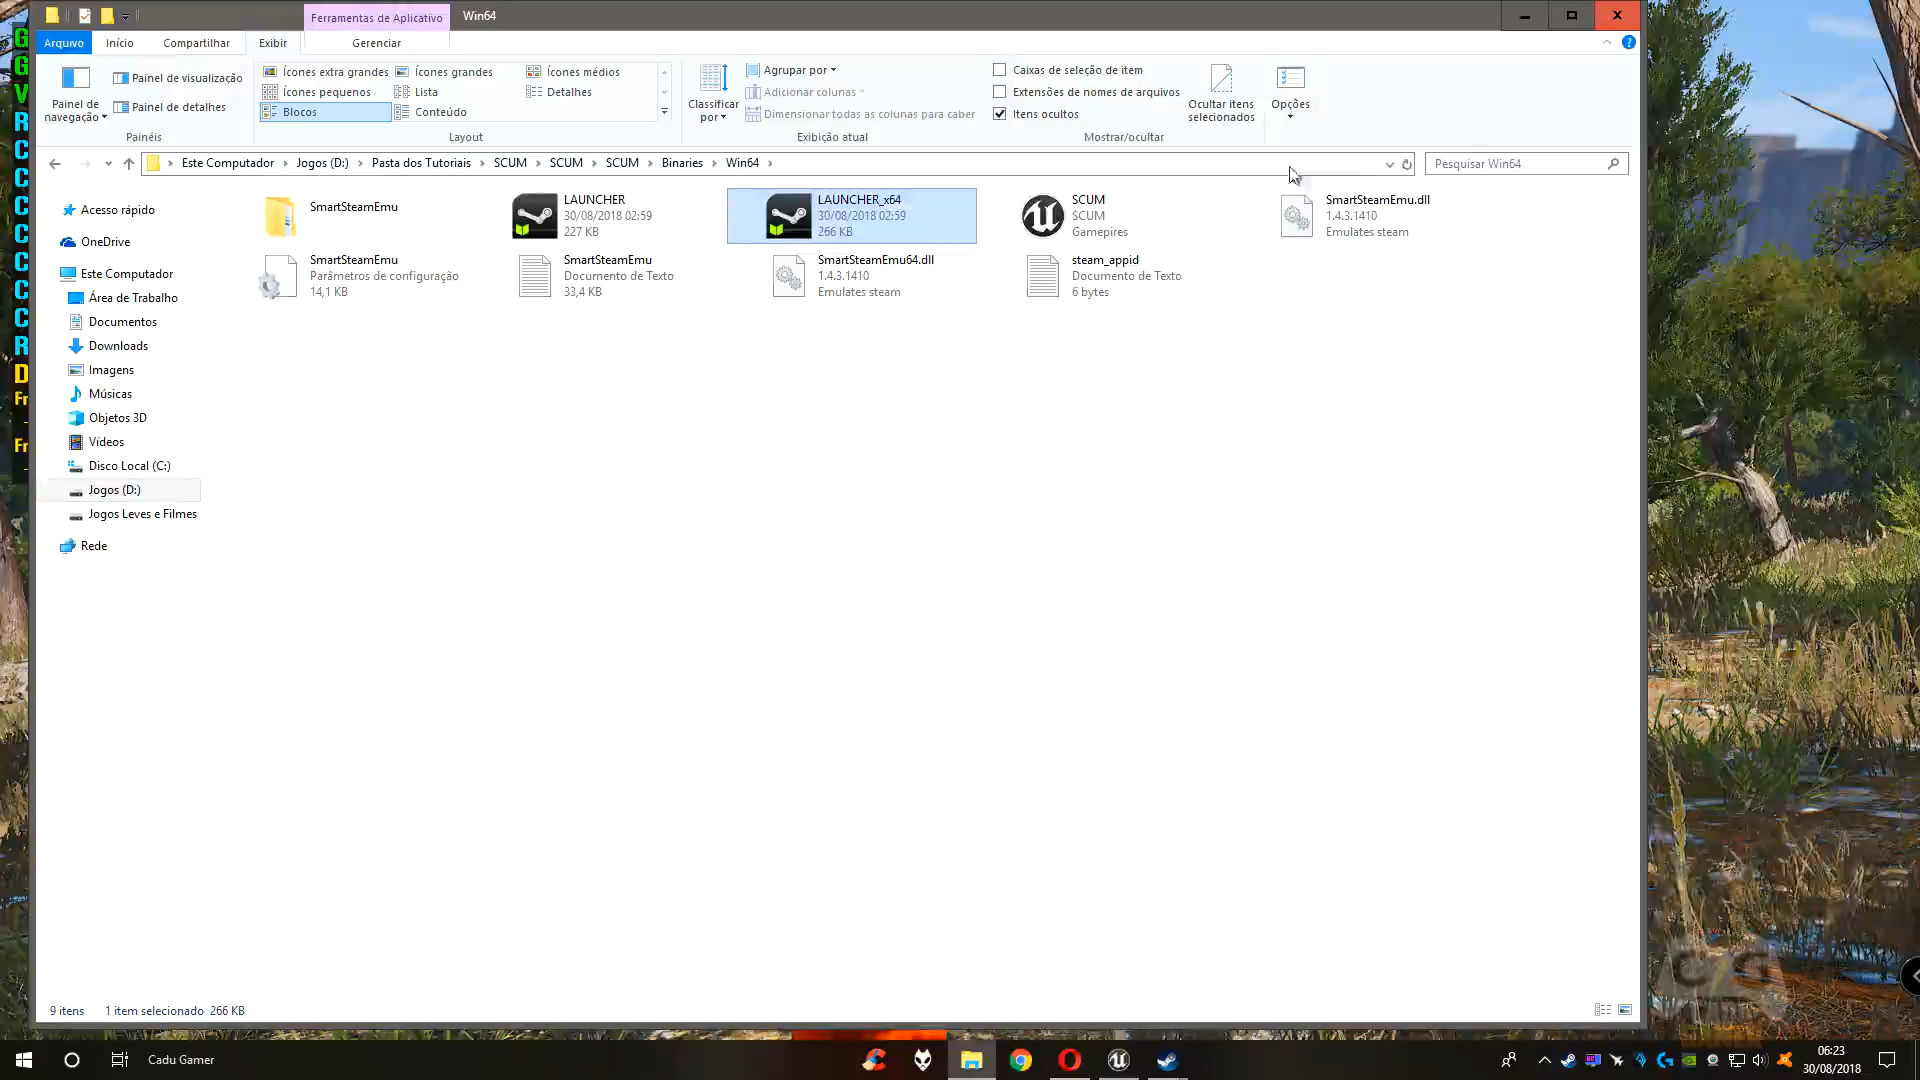 Ferramentas de Aplicativo
Win64
Arquivo
Início
Compartilhar
Exibir
Gerenciar
Painel de navegação
Painel de visualização
Painel de detalhes
Painéis
Ícones extra grandes
Ícones grandes
Ícones médios
Ícones pequenos
Lista
Detalhes
Blocos
Conteúdo
Layout
Classificar por
Agrupar por
Adicionar colunas
Dimensionar todas as colunas para caber
Exibição atual
Caixas de seleção de item
Extensões de nomes de arquivos
Itens ocultos
Ocultar itens selecionados
Mostrar/ocultar
Opções
Este Computador
Jogos (D:)
Pasta dos Tutoriais
SCUM
SCUM
SCUM
Binaries
Win64
Pesquisar Win64
Acesso rápido
OneDrive
Este Computador
Área de Trabalho
Documentos
Downloads
Imagens
Músicas
Objetos 3D
Vídeos
Disco Local (C:)
Jogos (D:)
Jogos Leves e Filmes
Rede
SmartSteamEmu
LAUNCHER
30/08/2018 02:59
227 KB
LAUNCHER_x64
30/08/2018 02:59
266 KB
SCUM
SCUM
Gamepires
SmartSteamEmu.dll
1.4.3.1410
Emulates steam
SmartSteamEmu
Parâmetros de configuração
14,1 KB
SmartSteamEmu
Documento de Texto
33,4 KB
SmartSteamEmu64.dll
1.4.3.1410
Emulates steam
steam_appid
Documento de Texto
6 bytes
9 itens
1 item selecionado 266 KB
Cadu Gamer
06:23
30/08/2018